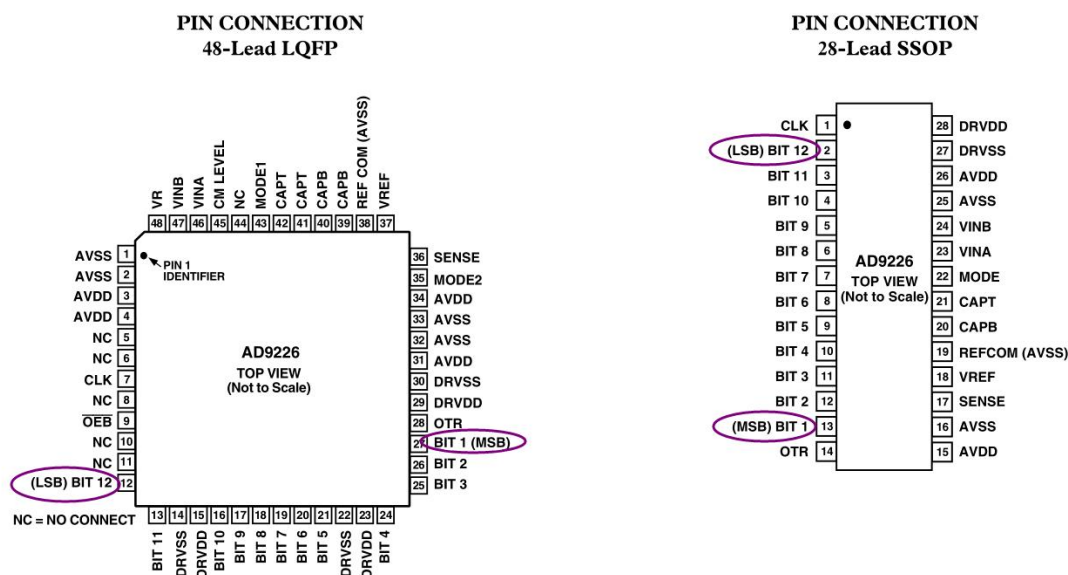 PIN CONNECTION
48-Lead LQFP
VR
VINB
VINA
CM LEVEL
NC
MODE1
CAPT
CAPT
CAPB
CAPB
REF COM (AVSS)
VREF
48 47 46 45 44 43 42 41 40 39 38 37
AVSS 1
AVSS 2
AVDD 3
AVDD 4
NC 5
NC 6
CLK 7
NC 8
OEB 9
NC 10
NC 11
(LSB) BIT 12 12
PIN 1
IDENTIFIER
AD9226
TOP VIEW
(Not to Scale)
36 SENSE
35 MODE2
34 AVDD
33 AVSS
32 AVSS
31 AVDD
30 DRVSS
29 DRVDD
28 OTR
27 BIT 1 (MSB)
26 BIT 2
25 BIT 3
NC = NO CONNECT
13 14 15 16 17 18 19 20 21 22 23 24
BIT 11
DRVSS
DRVDD
BIT 10
BIT 9
BIT 8
BIT 7
BIT 6
BIT 5
DRVSS
DRVDD
BIT 4
PIN CONNECTION
28-Lead SSOP
CLK 1
(LSB) BIT 12 2
BIT 11 3
BIT 10 4
BIT 9 5
BIT 8 6
BIT 7 7
BIT 6 8
BIT 5 9
BIT 4 10
BIT 3 11
BIT 2 12
(MSB) BIT 1 13
OTR 14
AD9226
TOP VIEW
(Not to Scale)
28 DRVDD
27 DRVSS
26 AVDD
25 AVSS
24 VINB
23 VINA
22 MODE
21 CAPT
20 CAPB
19 REFCOM (AVSS)
18 VREF
17 SENSE
16 AVSS
15 AVDD